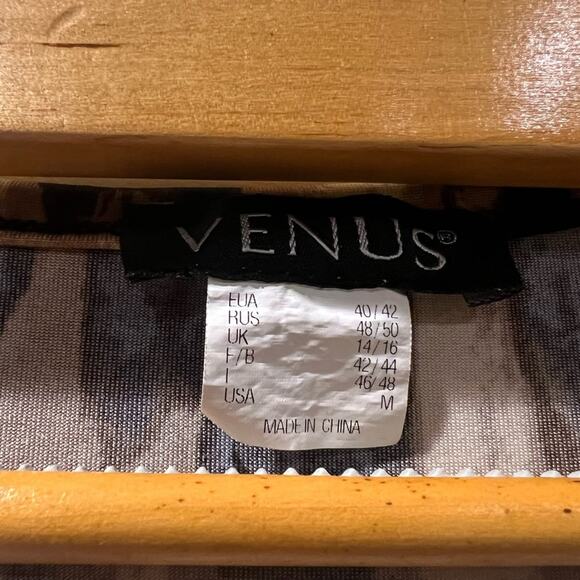 VENUS®
EUA 40/42
RUS 48/50
UK 14/16
F/B 42/44
I 46/48
USA M
MADE IN CHINA